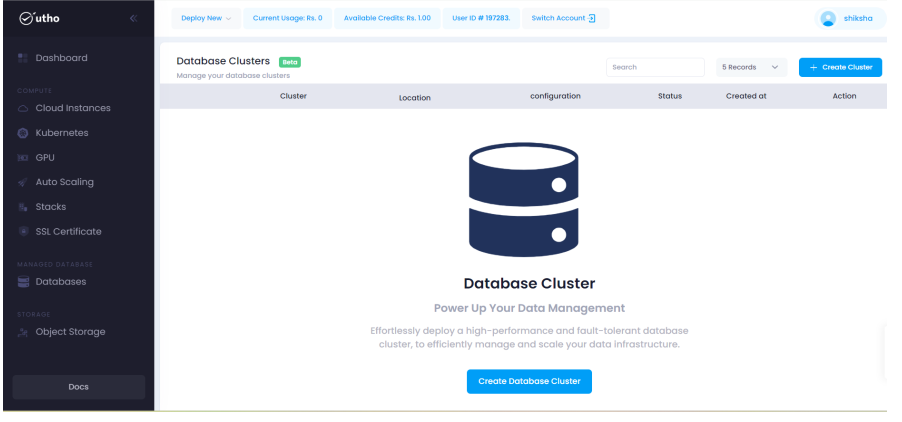 utho
Deploy New
Current Usage: Rs. 0
Available Credits: Rs. 1.00
User ID # 197283.
Switch Account
shiksha
Dashboard
COMPUTE
Cloud Instances
Kubernetes
GPU
Auto Scaling
Stacks
SSL Certificate
MANAGED DATABASE
Databases
STORAGE
Object Storage
Docs
Database Clusters Beta
Manage your database clusters
Search
5 Records
+ Create Cluster
Cluster Location configuration Status Created at Action
Database Cluster
Power Up Your Data Management
Effortlessly deploy a high-performance and fault-tolerant database
cluster, to efficiently manage and scale your data infrastructure.
Create Database Cluster